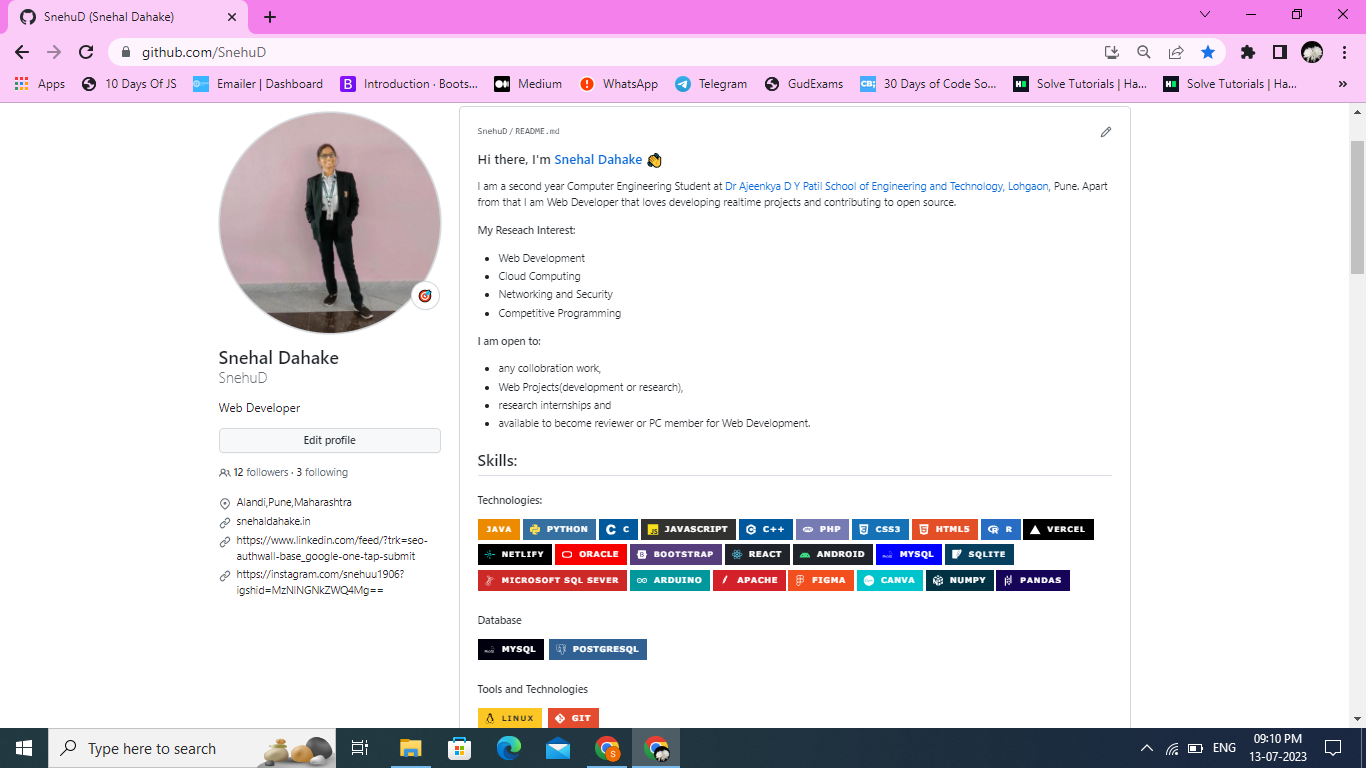 SnehuD (Snehal Dahake)
github.com/SnehuD
Apps
10 Days Of JS
Emailer | Dashboard
Introduction · Boots...
Medium
WhatsApp
Telegram
GudExams
30 Days of Code So...
Solve Tutorials | Ha...
Solve Tutorials | Ha...
Snehal Dahake
SnehuD
Web Developer
Edit profile
12 followers · 3 following
Alandi,Pune,Maharashtra
snehaldahake.in
https://www.linkedin.com/feed/?trk=seo-
authwall-base_google-one-tap-submit
https://instagram.com/snehuu1906?
SnehuD / README.md
Hi there, I'm Snehal Dahake
I am a second year Computer Engineering Student at Dr Ajeenkya D Y Patil School of Engineering and Technology, Lohgaon, Pune. Apart
from that I am Web Developer that loves developing realtime projects and contributing to open source.
My Reseach Interest:
Web Development
Cloud Computing
Networking and Security
Competitive Programming
I am open to:
any collobration work,
Web Projects(development or research),
research internships and
available to become reviewer or PC member for Web Development.
Skills:
Technologies:
JAVA PYTHON C JAVASCRIPT C++ PHP CSS3 HTML5 R VERCEL
NETLIFY ORACLE BOOTSTRAP REACT ANDROID MYSQL SQLITE
MICROSOFT SQL SEVER ARDUINO APACHE FIGMA CANVA NUMPY PANDAS
Database
MYSQL POSTGRESQL
Tools and Technologies
LINUX GIT
Type here to search
ENG
09:10 PM
13-07-2023